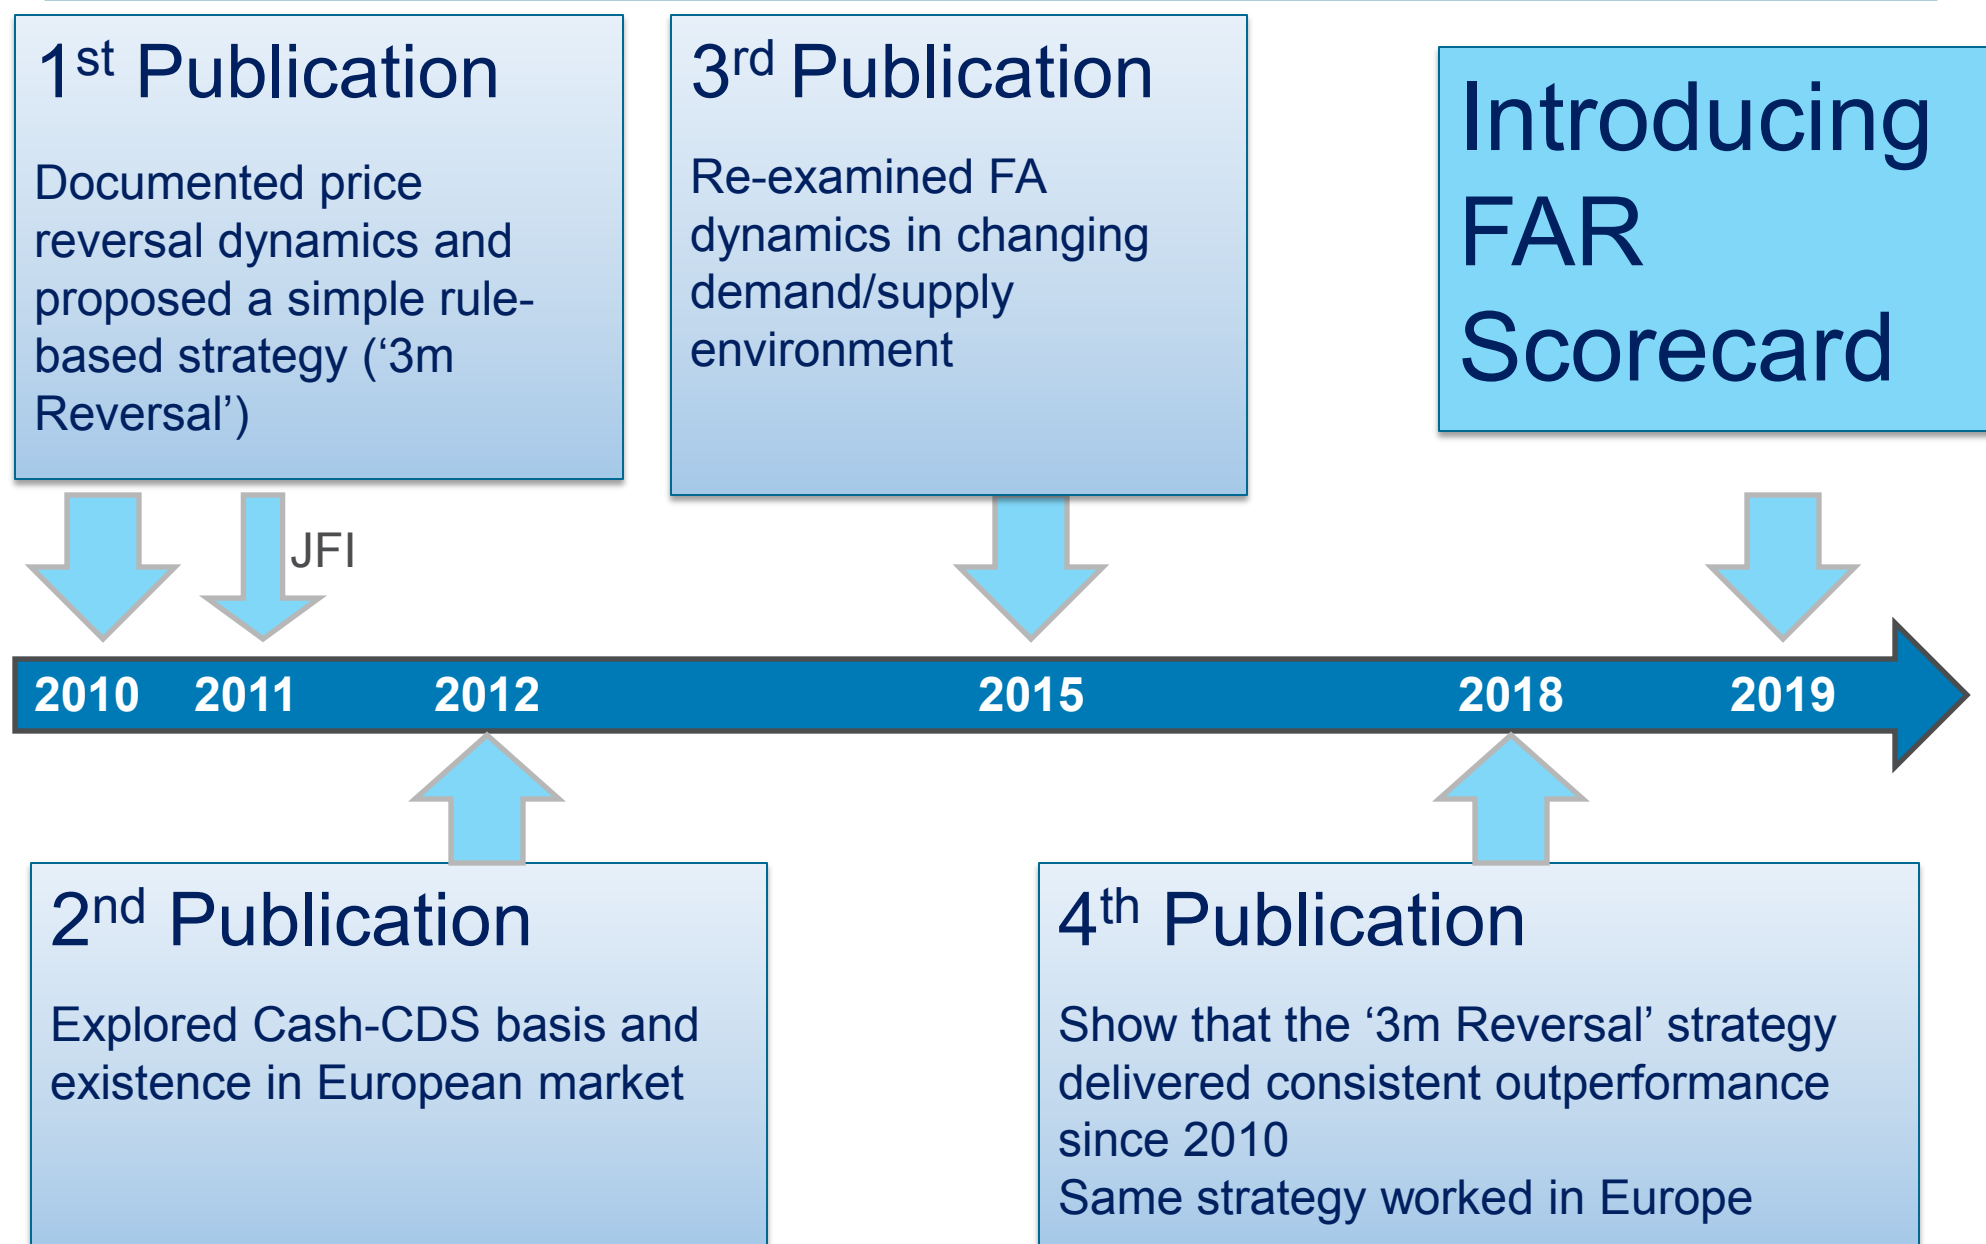 1st Publication
Documented price
reversal dynamics and
proposed a simple rule-
based strategy (‘3m
Reversal’)
3rd Publication
Re-examined FA
dynamics in changing
demand/supply
environment
Introducing
FAR
Scorecard
JFI
2010 2011 2012 2015 2018 2019
2nd Publication
Explored Cash-CDS basis and
existence in European market
4th Publication
Show that the ‘3m Reversal’ strategy
delivered consistent outperformance
since 2010
Same strategy worked in Europe